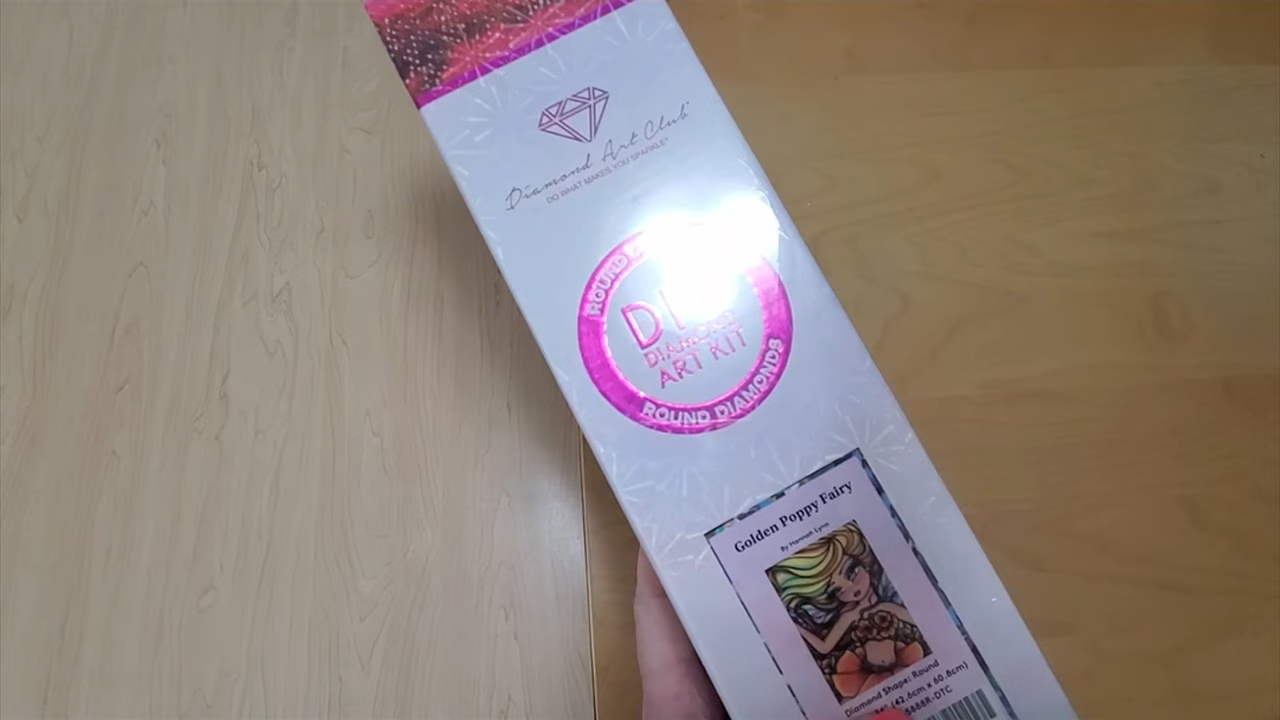 Diamond Art Club
DO WHAT MAKES YOU SPARKLE
ROUND
DIAMOND
ART KIT
ROUND DIAMONDS
Golden Poppy Fairy
By Hannah Lynn
Diamond Shape: Round
(42.6cm x 60.8cm)